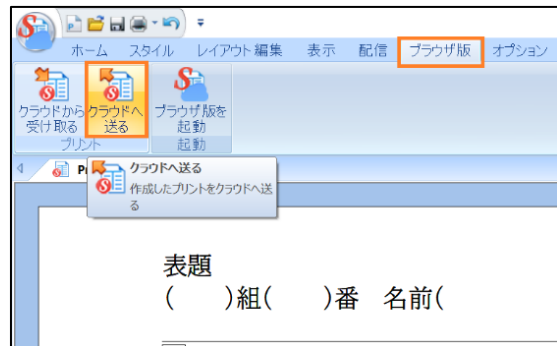 ホーム スタイル レイアウト編集 表示 配信 ブラウザ版 オプション
クラウドから
受け取る
クラウドへ
送る
ブラウザ版を
起動
プリント 起動
クラウドへ送る
作成したプリントをクラウドへ送
る
表題
( )組( )番 名前(